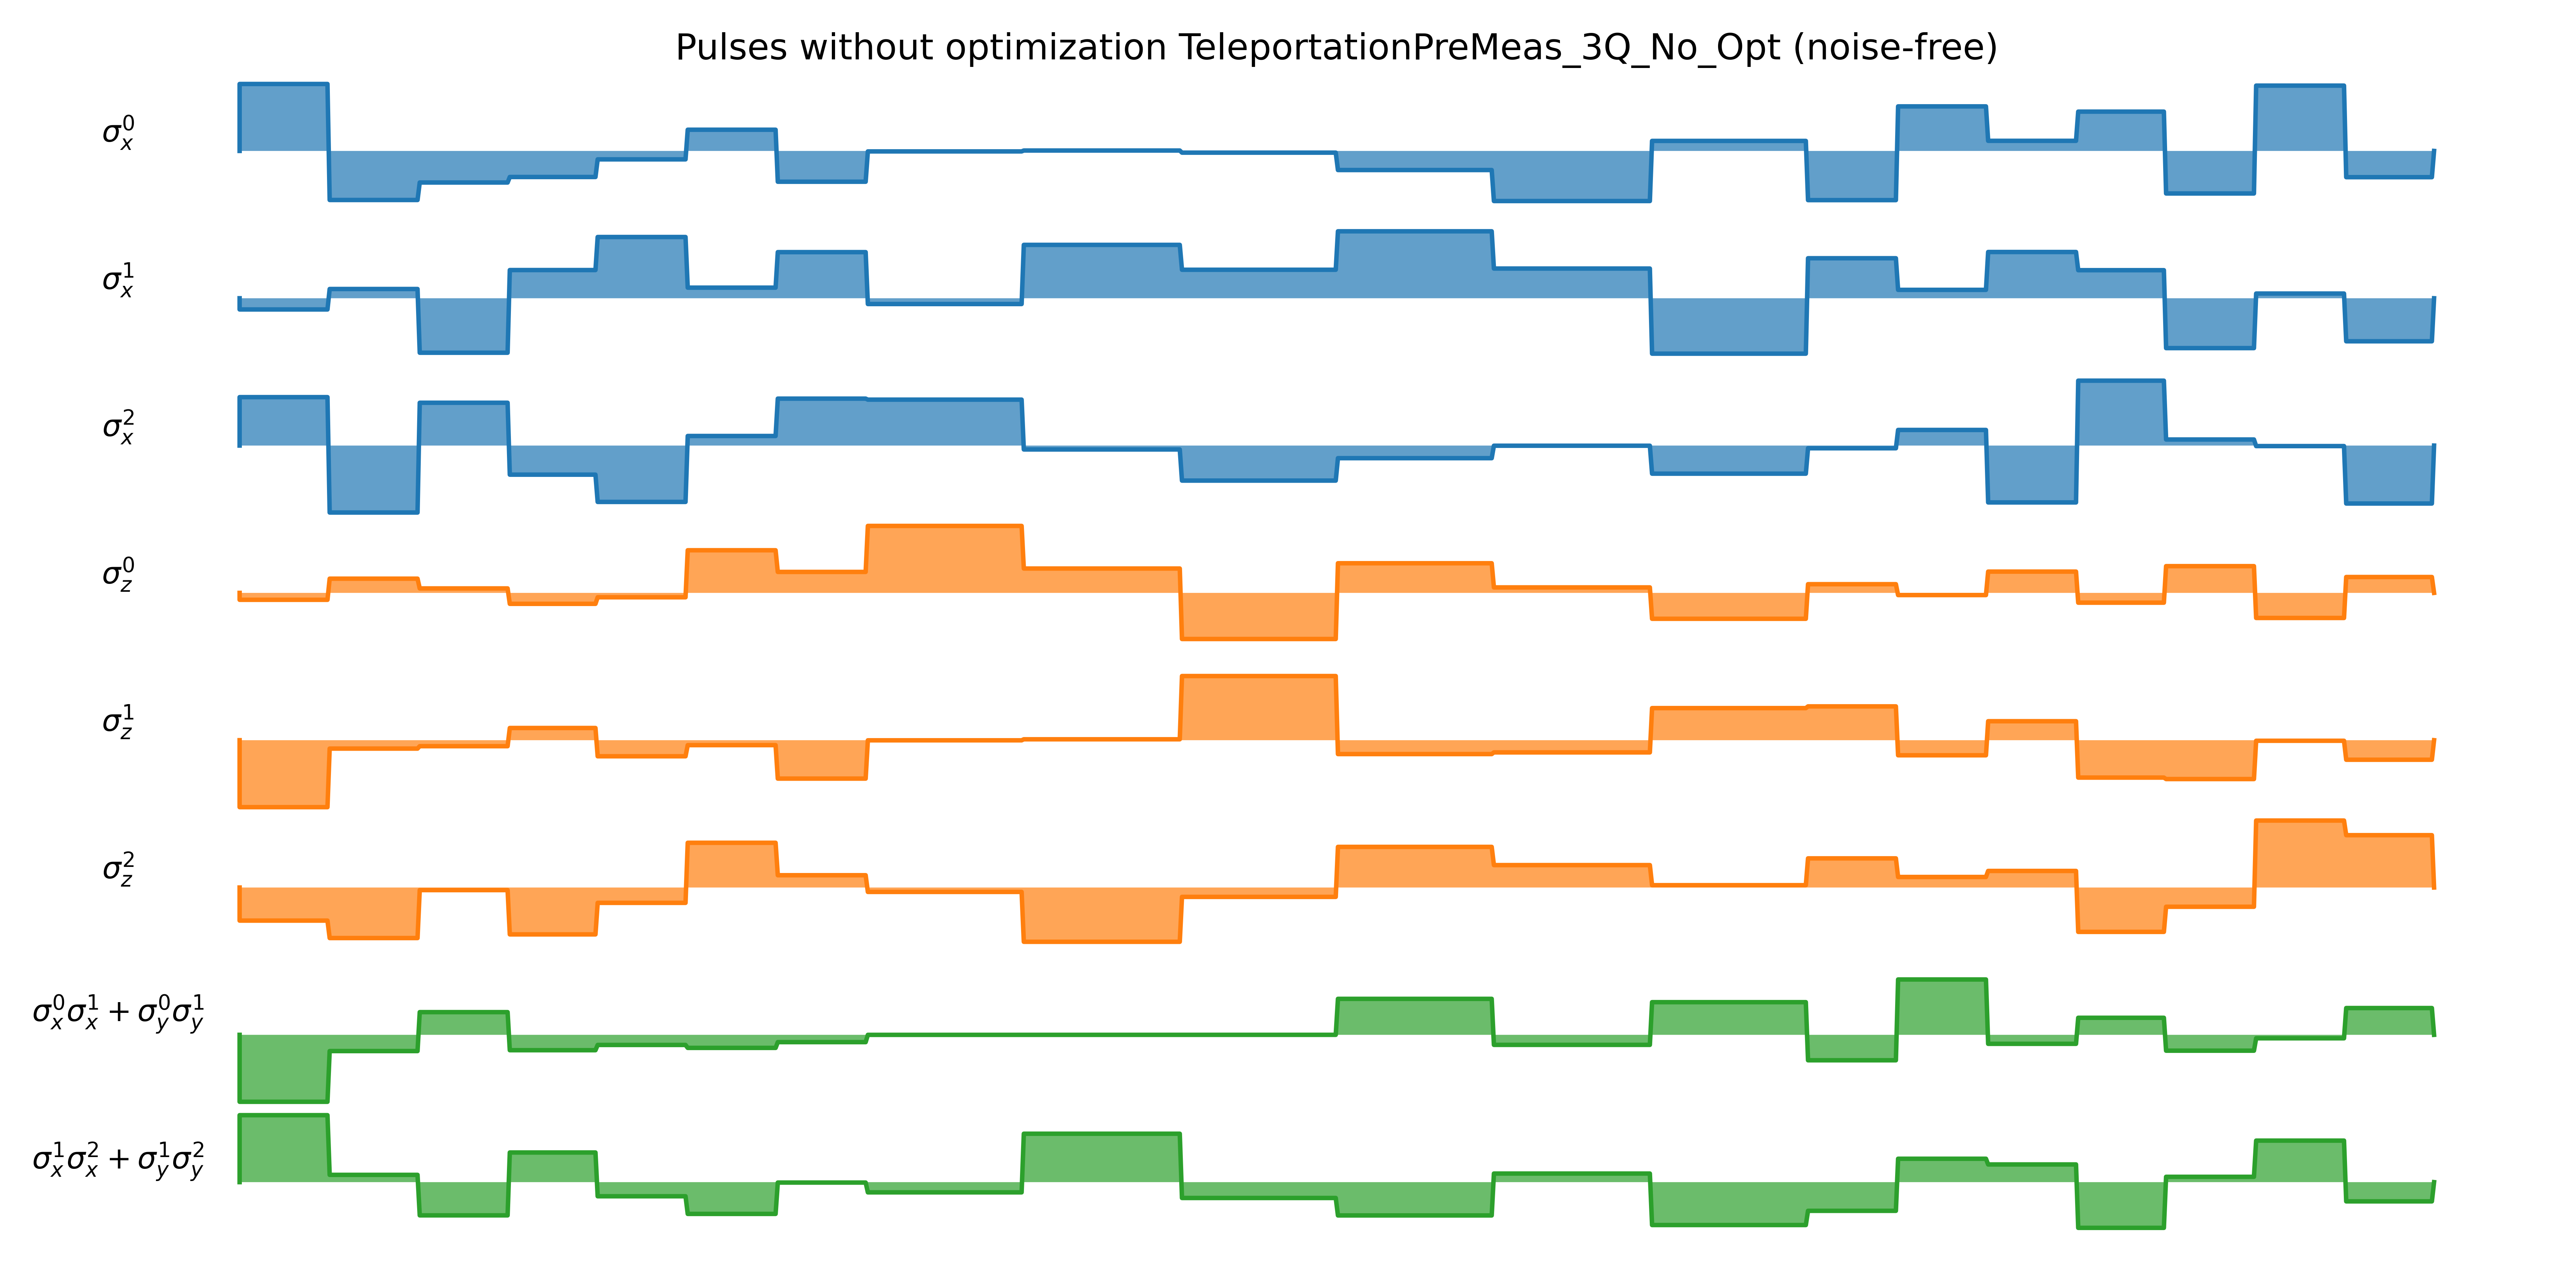 Pulses without optimization TeleportationPreMeas_3Q_No_Opt (noise-free)
σ_x^0
σ_x^1
σ_x^2
σ_z^0
σ_z^1
σ_z^2
σ_x^0σ_x^1 + σ_y^0σ_y^1
σ_x^1σ_x^2 + σ_y^1σ_y^2